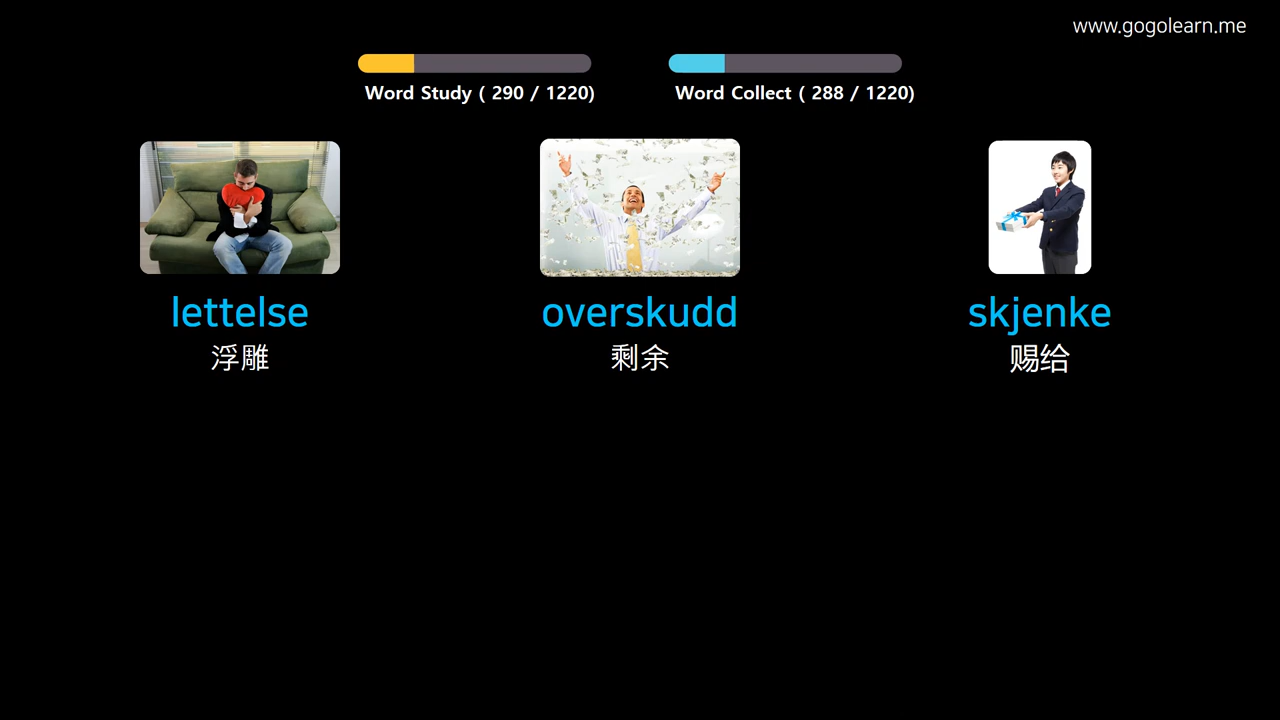 www.gogolearn.me
Word Study ( 290 / 1220)
Word Collect ( 288 / 1220)
lettelse
浮雕
overskudd
剩余
skjenke
赐给